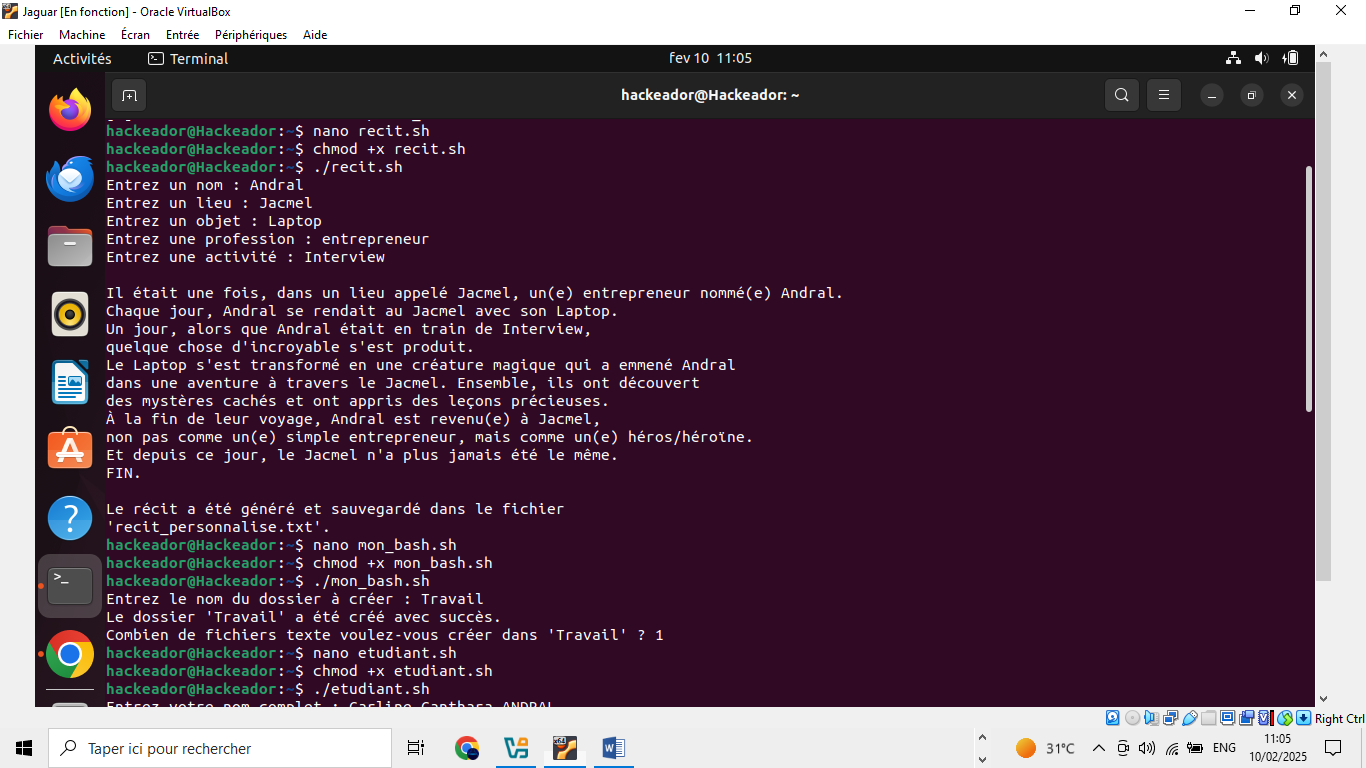 Jaguar [En fonction] - Oracle VirtualBox
Fichier Machine Écran Entrée Périphériques Aide
Activités Terminal fev 10 11:05
hackeador@Hackeador: ~
hackeador@Hackeador:~$ nano recit.sh
hackeador@Hackeador:~$ chmod +x recit.sh
hackeador@Hackeador:~$ ./recit.sh
Entrez un nom : Andral
Entrez un lieu : Jacmel
Entrez un objet : Laptop
Entrez une profession : entrepreneur
Entrez une activité : Interview
Il était une fois, dans un lieu appelé Jacmel, un(e) entrepreneur nommé(e) Andral.
Chaque jour, Andral se rendait au Jacmel avec son Laptop.
Un jour, alors que Andral était en train de Interview,
quelque chose d'incroyable s'est produit.
Le Laptop s'est transformé en une créature magique qui a emmené Andral
dans une aventure à travers le Jacmel. Ensemble, ils ont découvert
des mystères cachés et ont appris des leçons précieuses.
À la fin de leur voyage, Andral est revenu(e) à Jacmel,
non pas comme un(e) simple entrepreneur, mais comme un(e) héros/héroïne.
Et depuis ce jour, le Jacmel n'a plus jamais été le même.
FIN.
Le récit a été généré et sauvegardé dans le fichier
'recit_personnalise.txt'.
hackeador@Hackeador:~$ nano mon_bash.sh
hackeador@Hackeador:~$ chmod +x mon_bash.sh
hackeador@Hackeador:~$ ./mon_bash.sh
Entrez le nom du dossier à créer : Travail
Le dossier 'Travail' a été créé avec succès.
Combien de fichiers texte voulez-vous créer dans 'Travail' ? 1
hackeador@Hackeador:~$ nano etudiant.sh
hackeador@Hackeador:~$ chmod +x etudiant.sh
hackeador@Hackeador:~$ ./etudiant.sh
Entrez votre nom complet : Carline ANDRAL
Right Ctrl
Taper ici pour rechercher
31°C ENG 11:05
10/02/2025